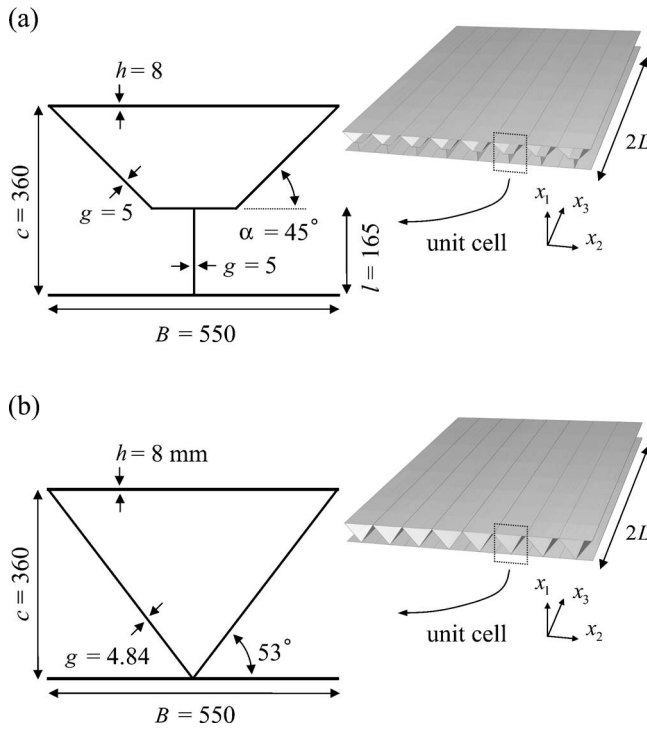 (a)
h = 8
c = 360
g = 5
α = 45°
g = 5
l = 165
B = 550
unit cell
2L
x1
x3
x2
(b)
h = 8 mm
c = 360
g = 4.84
53°
B = 550
unit cell
2L
x1
x3
x2